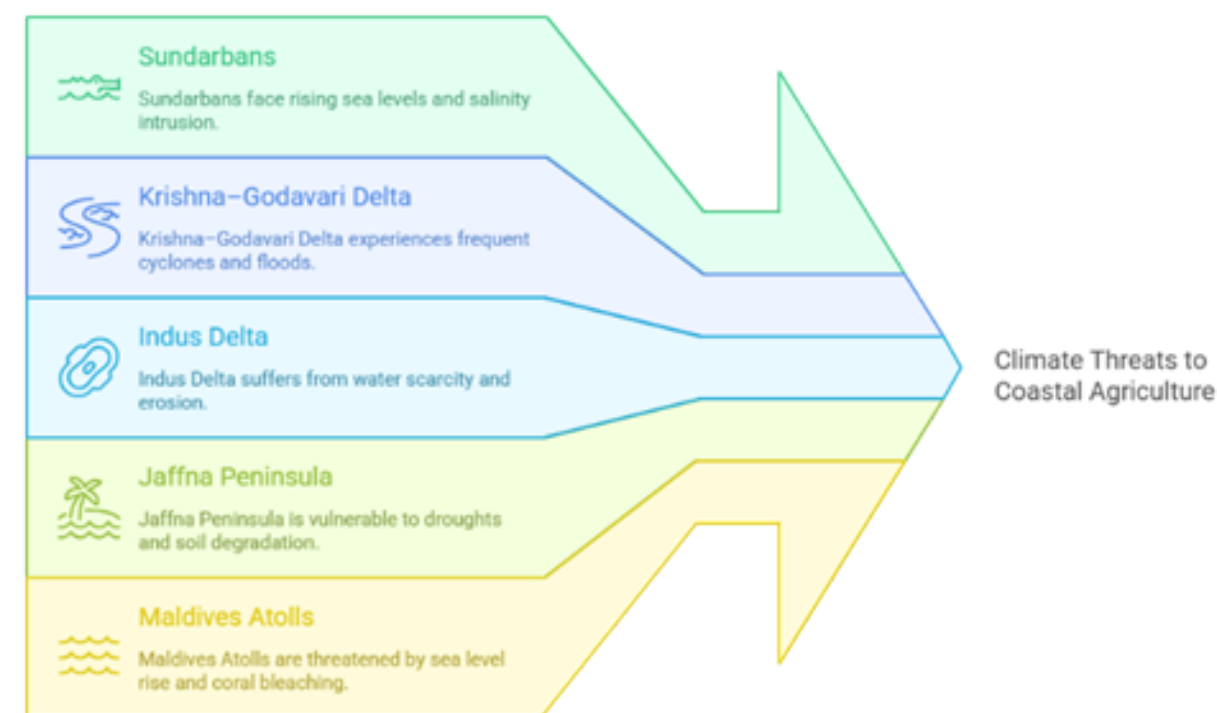 Sundarbans
Sundarbans face rising sea levels and salinity
intrusion.
Krishna–Godavari Delta
Krishna–Godavari Delta experiences frequent
cyclones and floods.
Indus Delta
Indus Delta suffers from water scarcity and
erosion.
Jaffna Peninsula
Jaffna Peninsula is vulnerable to droughts
and soil degradation.
Maldives Atolls
Maldives Atolls are threatened by sea level
rise and coral bleaching.
Climate Threats to
Coastal Agriculture